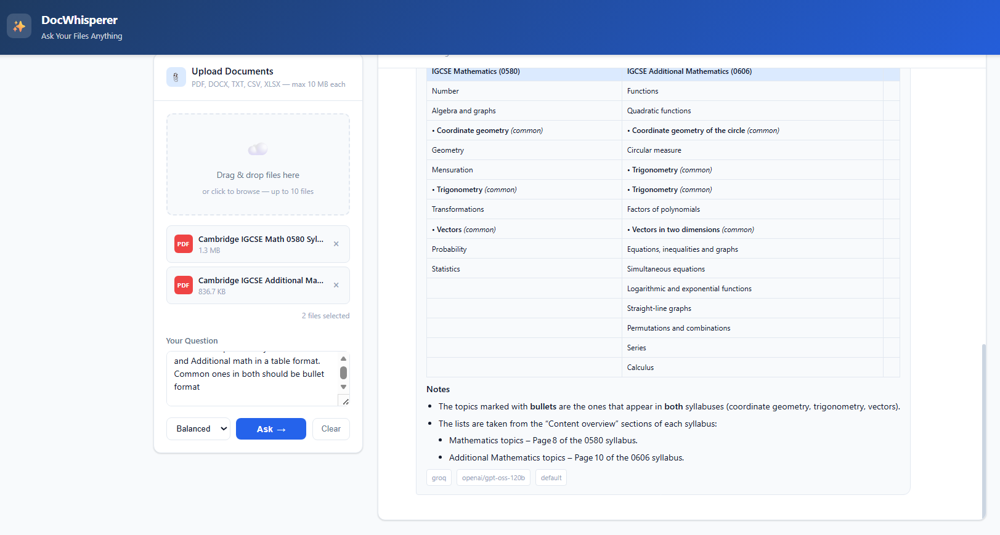 DocWhisperer
Ask Your Files Anything
Upload Documents
PDF, DOCX, TXT, CSV, XLSX — max 10 MB each
Drag & drop files here
or click to browse — up to 10 files
PDF
Cambridge IGCSE Math 0580 Syl...
1.3 MB
×
PDF
Cambridge IGCSE Additional Ma...
836.7 KB
×
2 files selected
Your Question
and Additional math in a table format.
Common ones in both should be bullet
format
Balanced
Ask →
Clear
IGCSE Mathematics (0580) IGCSE Additional Mathematics (0606)
Number Functions
Algebra and graphs Quadratic functions
• Coordinate geometry (common) • Coordinate geometry of the circle (common)
Geometry Circular measure
Mensuration • Trigonometry (common)
• Trigonometry (common) • Trigonometry (common)
Transformations Factors of polynomials
• Vectors (common) • Vectors in two dimensions (common)
Probability Equations, inequalities and graphs
Statistics Simultaneous equations
Logarithmic and exponential functions
Straight-line graphs
Permutations and combinations
Series
Calculus
Notes
• The topics marked with bullets are the ones that appear in both syllabuses (coordinate geometry, trigonometry, vectors).
• The lists are taken from the “Content overview” sections of each syllabus:
• Mathematics topics – Page 8 of the 0580 syllabus.
• Additional Mathematics topics – Page 10 of the 0606 syllabus.
groq
openai/gpt-oss-120b
default